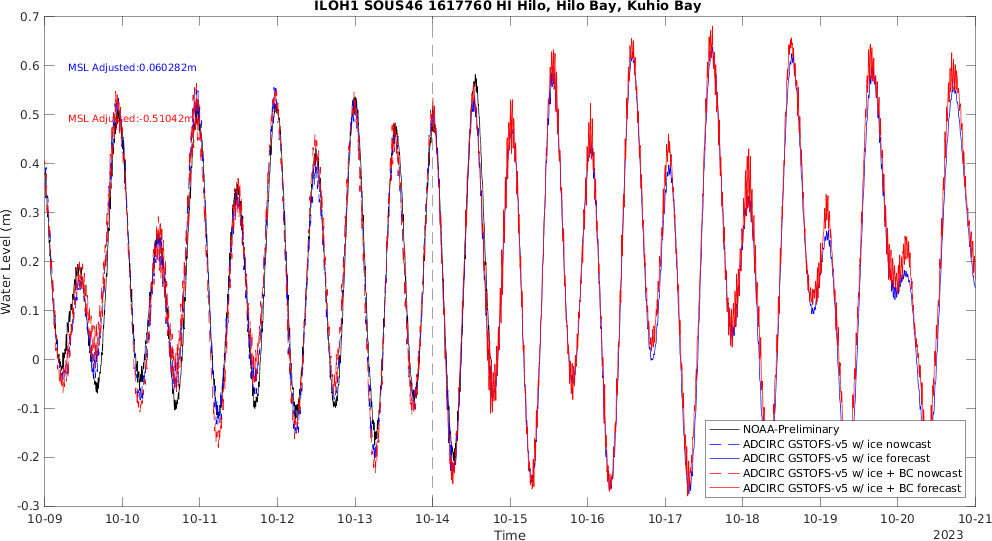 ILOH1 SOUS46 1617760 HI Hilo, Hilo Bay, Kuhio Bay
0.7
0.6
0.5
0.4
0.3
0.2
0.1
0
-0.1
-0.2
-0.3
Water Level (m)
MSL Adjusted:0.060282m
MSL Adjusted:-0.51042m
NOAA-Preliminary
ADCIRC GSTOFS-v5 w/ ice nowcast
ADCIRC GSTOFS-v5 w/ ice forecast
ADCIRC GSTOFS-v5 w/ ice + BC nowcast
ADCIRC GSTOFS-v5 w/ ice + BC forecast
10-09 10-10 10-11 10-12 10-13 10-14 10-15 10-16 10-17 10-18 10-19 10-20 10-21
Time
2023